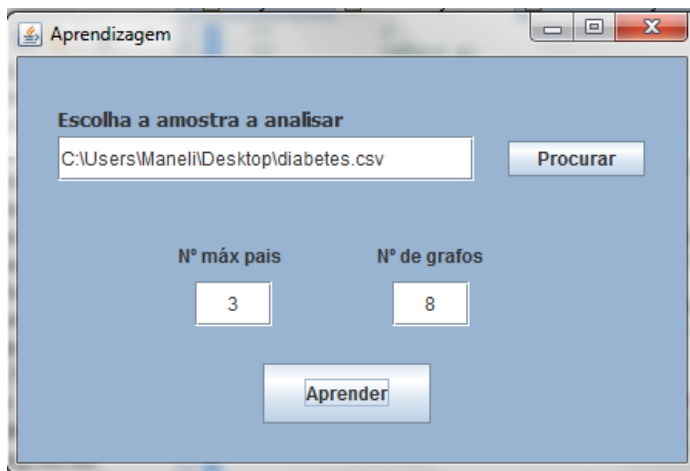 Aprendizagem
Escolha a amostra a analisar
C:\Users\Maneli\Desktop\diabetes.csv
Procurar
Nº máx pais
Nº de grafos
3
8
Aprender